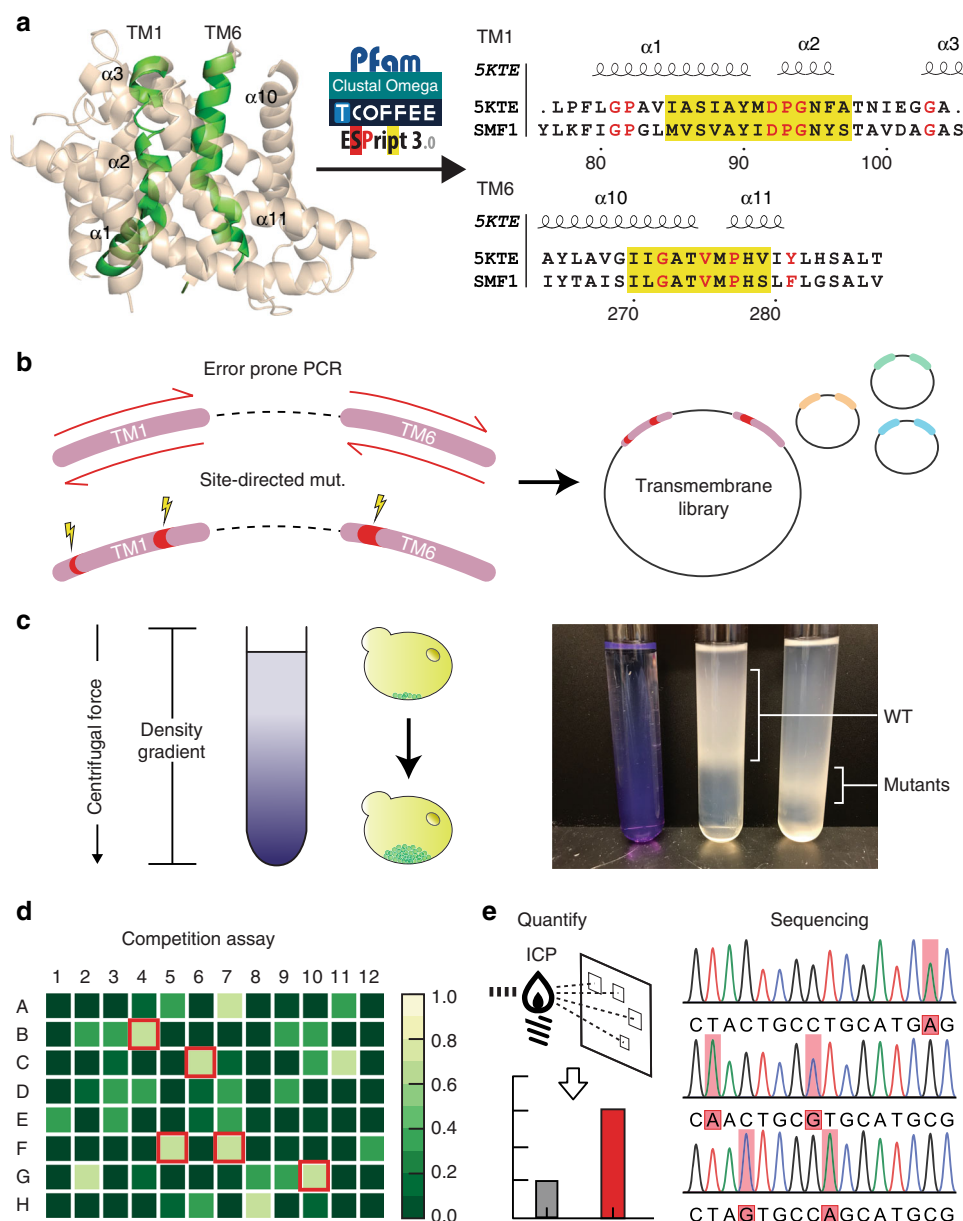 a
TM1
TM6
α3
α10
α2
α11
α1
Pfam
Clustal Omega
TCOFFEE
ESPript 3.0
TM1
α1 α2 α3
5KTE
5KTE .LPFLGPAVIASIAYMDPGNFATNIEGGA.
SMF1 YLKFIGPGLMVSVAYIDPGNYSTAVDAGAS
80 90 100
TM6
α10 α11
5KTE
5KTE AYLAVGIIGATVMPHVIYLHSALT
SMF1 IYTAISILGATVMPHSLFLGSALV
270 280
b
Error prone PCR
TM1
TM6
Site-directed mut.
TM1
TM6
Transmembrane
library
c
Centrifugal force
Density
gradient
WT
Mutants
d
Competition assay
1 2 3 4 5 6 7 8 9 10 11 12
A
B
C
D
E
F
G
H
1.0
0.8
0.6
0.4
0.2
0.0
e
Quantify
ICP
Sequencing
CTACTGCCTGCATGAG
CAACTGCGTGCATGCG
CTAGTGCCAGCATGCG